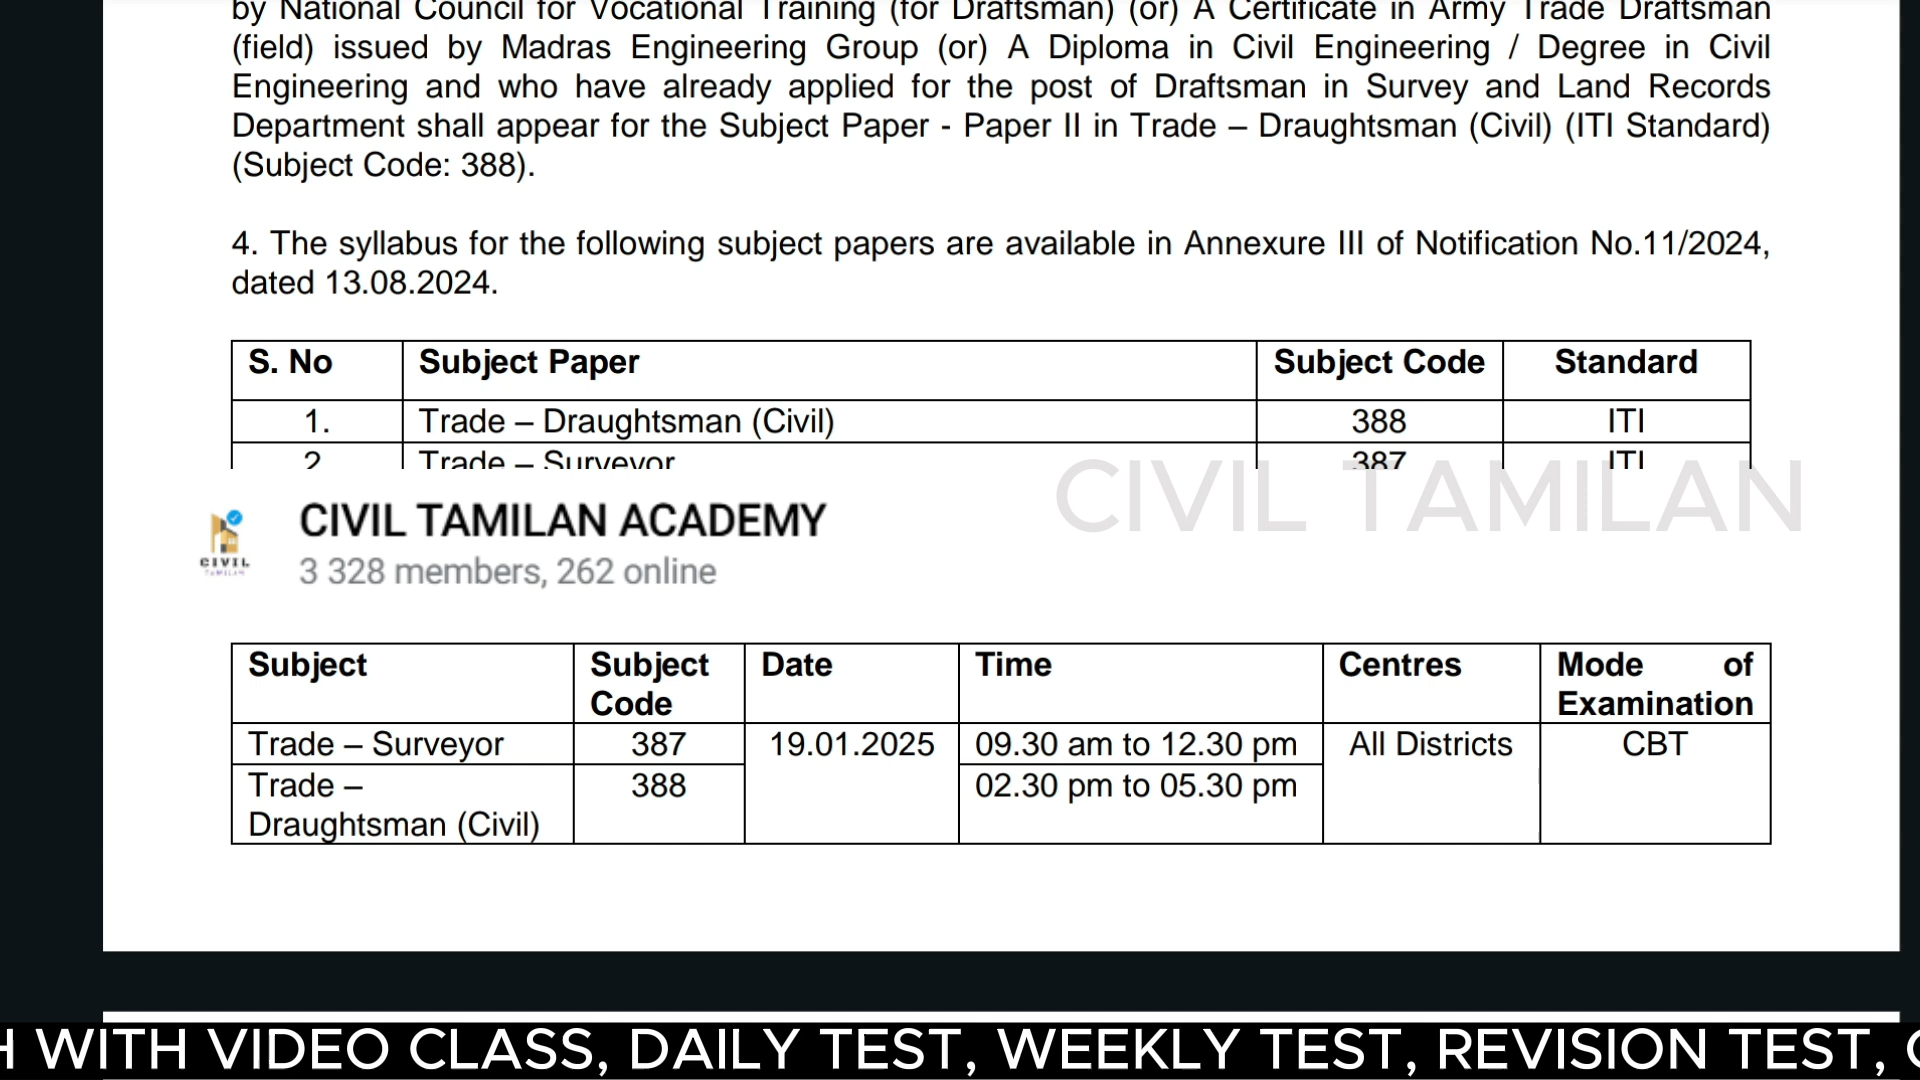 by National Council for Vocational Training (for Draftsman) (or) A Certificate in Army Trade Draftsman
(field) issued by Madras Engineering Group (or) A Diploma in Civil Engineering / Degree in Civil
Engineering and who have already applied for the post of Draftsman in Survey and Land Records
Department shall appear for the Subject Paper - Paper II in Trade – Draughtsman (Civil) (ITI Standard)
(Subject Code: 388).
4. The syllabus for the following subject papers are available in Annexure III of Notification No.11/2024,
dated 13.08.2024.
S. No Subject Paper Subject Code Standard
1. Trade – Draughtsman (Civil) 388 ITI
2 Trade – Surveyor 387 ITI
CIVIL TAMILAN
CIVIL TAMILAN ACADEMY
3 328 members, 262 online
CIVIL
TAMILAN
Subject Subject Code Date Time Centres Mode of Examination
Trade – Surveyor 387 19.01.2025 09.30 am to 12.30 pm All Districts CBT
Trade – 388 02.30 pm to 05.30 pm
Draughtsman (Civil)
H WITH VIDEO CLASS, DAILY TEST, WEEKLY TEST, REVISION TEST,